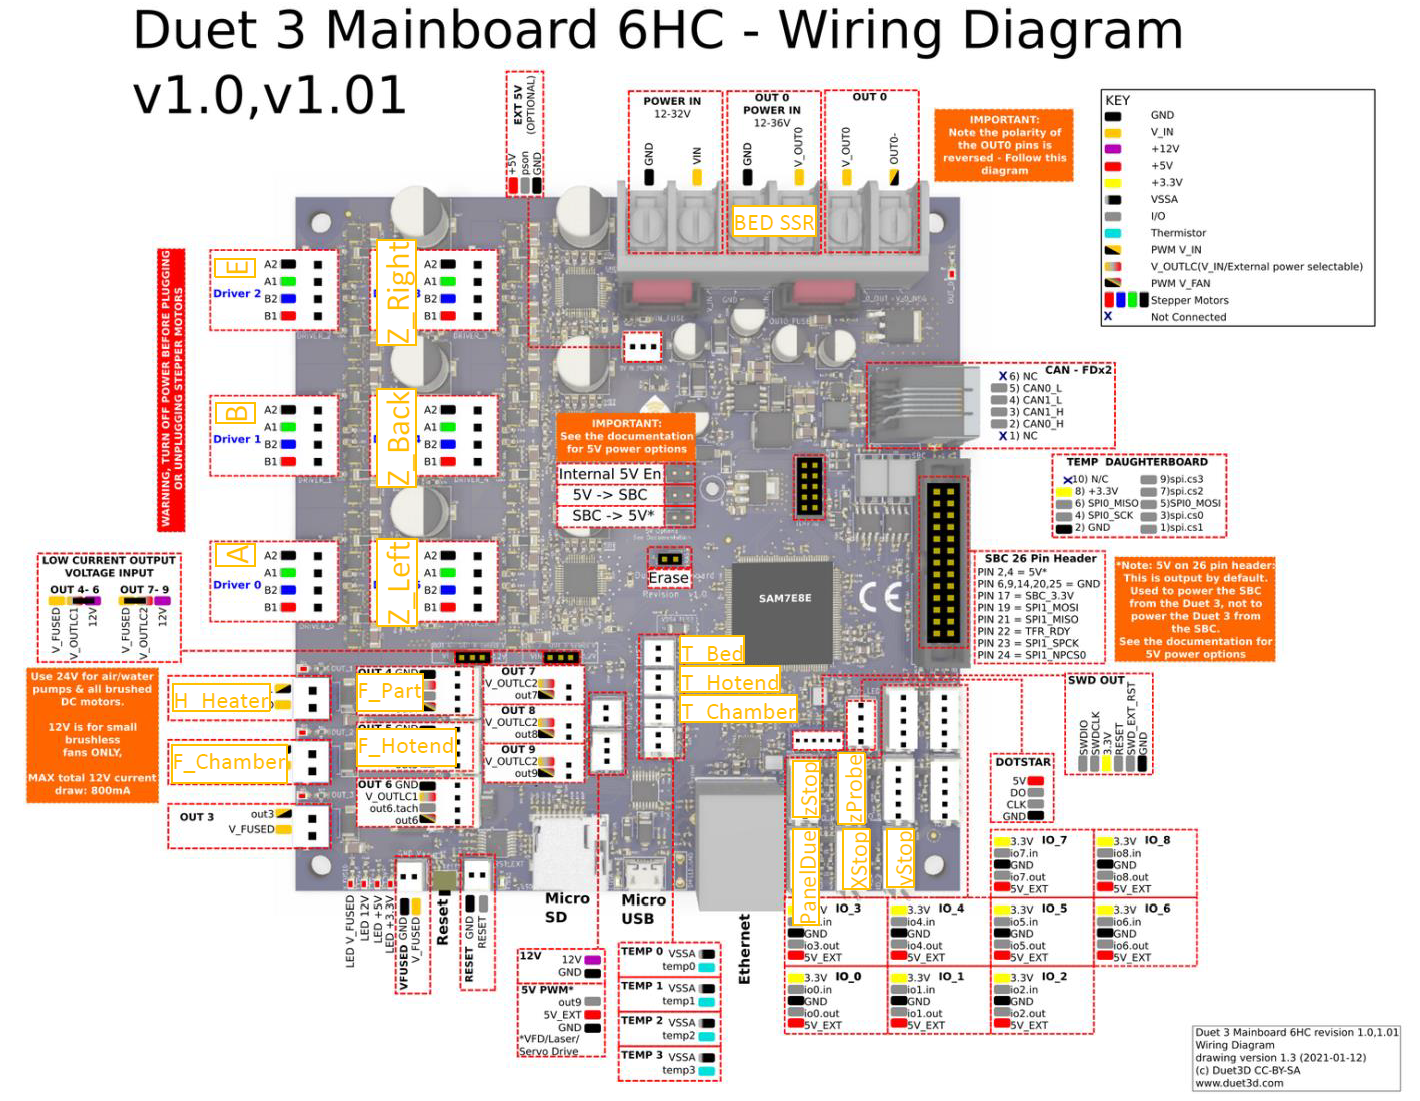 Duet 3 Mainboard 6HC - Wiring Diagram
v1.0,v1.01
EXT 5V
(OPTIONAL)
+5V
pson
GND
POWER IN
12-32V
GND
VIN
OUT 0
POWER IN
12-36V
GND
V_OUT0
OUT 0
V_OUT0
OUT0-
BED SSR
IMPORTANT:
Note the polarity of
the OUT0 pins is
reversed - Follow this
diagram
KEY
GND
V_IN
+12V
+5V
+3.3V
VSSA
I/O
Thermistor
PWM V_IN
V_OUTLC(V_IN/External power selectable)
PWM V_FAN
Stepper Motors
X Not Connected
WARNING, TURN OFF POWER BEFORE PLUGGING
OR UNPLUGGING STEPPER MOTORS
E
Driver 2
A2
A1
B2
B1
Z_Right
A2
A1
B2
B1
B
Driver 1
A2
A1
B2
B1
Z_Back
A2
A1
B2
B1
A
Driver 0
A2
A1
B2
B1
Z_Left
A2
A1
B2
B1
CAN - FDx2
X 6) NC
5) CAN0_L
4) CAN1_L
3) CAN1_H
2) CAN0_H
X 1) NC
IMPORTANT:
See the documentation
for 5V power options
Internal 5V En
5V -> SBC
SBC -> 5V*
Erase
SAM7E8E
CE
TEMP DAUGHTERBOARD
X10) N/C
8) +3.3V
6) SPI0_MISO
4) SPI0_SCK
2) GND
9)spi.cs3
7)spi.cs2
5)SPI0_MOSI
3)spi.cs0
1)spi.cs1
SBC 26 Pin Header
PIN 2,4 = 5V*
PIN 6,9,14,20,25 = GND
PIN 17 = SBC_3.3V
PIN 19 = SPI1_MOSI
PIN 21 = SPI1_MISO
PIN 22 = TFR_RDY
PIN 23 = SPI1_SPCK
PIN 24 = SPI1_NPCS0
*Note: 5V on 26 pin header:
This is output by default.
Used to power the SBC
from the Duet 3, not to
power the Duet 3 from
the SBC.
See the documentation for
5V power options
LOW CURRENT OUTPUT
VOLTAGE INPUT
OUT 4- 6
OUT 7- 9
V_FUSED
V_OUTLC1
12V
V_FUSED
V_OUTLC2
12V
Use 24V for air/water
pumps & all brushed
DC motors.
12V is for small
brushless
fans ONLY,
MAX total 12V current
draw: 800mA
H_Heater
F_Chamber
OUT 3
out3
V_FUSED
F_Part
F_Hotend
OUT 6
GND
V_OUTLC1
out6.tach
out6
OUT 7
V_OUTLC2
out7
OUT 8
V_OUTLC2
out8
OUT 9
V_OUTLC2
out9
T_Bed
T_Hotend
T_Chamber
SWD OUT
SWDIO
SWDCLK
3.3V
RESET
SWD_EXT_RST
GND
DOTSTAR
5V
DO
CLK
GND
zStop
zProbe
PanelDue
XStop
yStop
LED V_FUSED
LED 12V
LED +5V
LED +3.3V
VFUSED
GND
V_FUSED
Reset
RESET
GND
RESET
Micro
SD
Micro
USB
Ethernet
12V
12V
GND
5V PWM*
out9
5V_EXT
GND
*VFD/Laser/
Servo Drive
TEMP 0
VSSA
temp0
TEMP 1
VSSA
temp1
TEMP 2
VSSA
temp2
TEMP 3
VSSA
temp3
3.3V IO_7
io7.in
GND
io7.out
5V_EXT
3.3V IO_8
io8.in
GND
io8.out
5V_EXT
IO_3
GND
io3.out
5V_EXT
3.3V IO_4
io4.in
GND
io4.out
5V_EXT
3.3V IO_5
io5.in
GND
io5.out
5V_EXT
3.3V IO_6
io6.in
GND
io6.out
5V_EXT
3.3V IO_0
io0.in
GND
io0.out
5V_EXT
3.3V IO_1
io1.in
GND
io1.out
5V_EXT
3.3V IO_2
io2.in
GND
io2.out
5V_EXT
Duet 3 Mainboard 6HC revision 1.0,1.01
Wiring Diagram
drawing version 1.3 (2021-01-12)
(c) Duet3D CC-BY-SA
www.duet3d.com